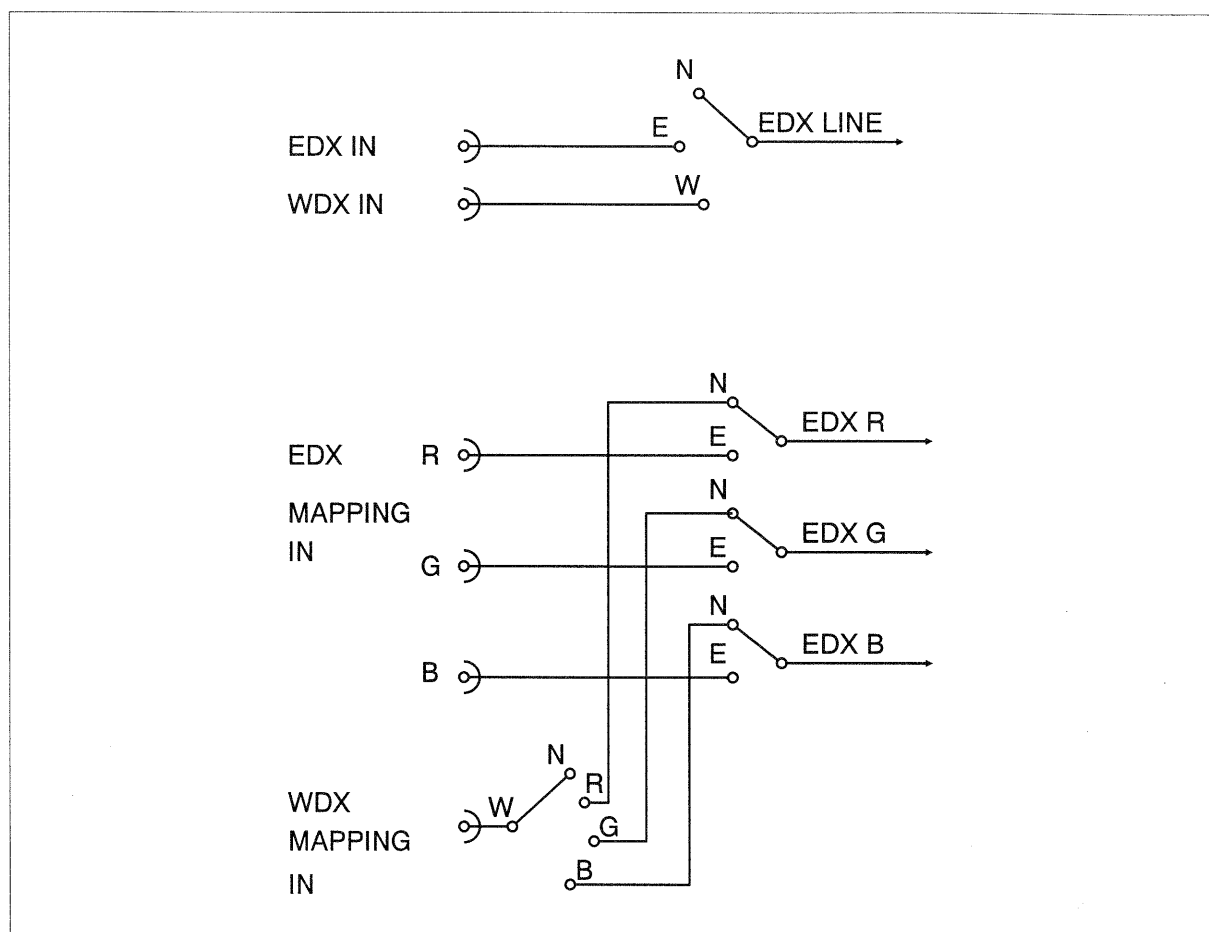 N
EDX IN E EDX LINE
WDX IN W
N
EDX R E EDX R
MAPPING N
IN EDX G
G E
N
B E EDX B
N
WDX W R
MAPPING G
IN B